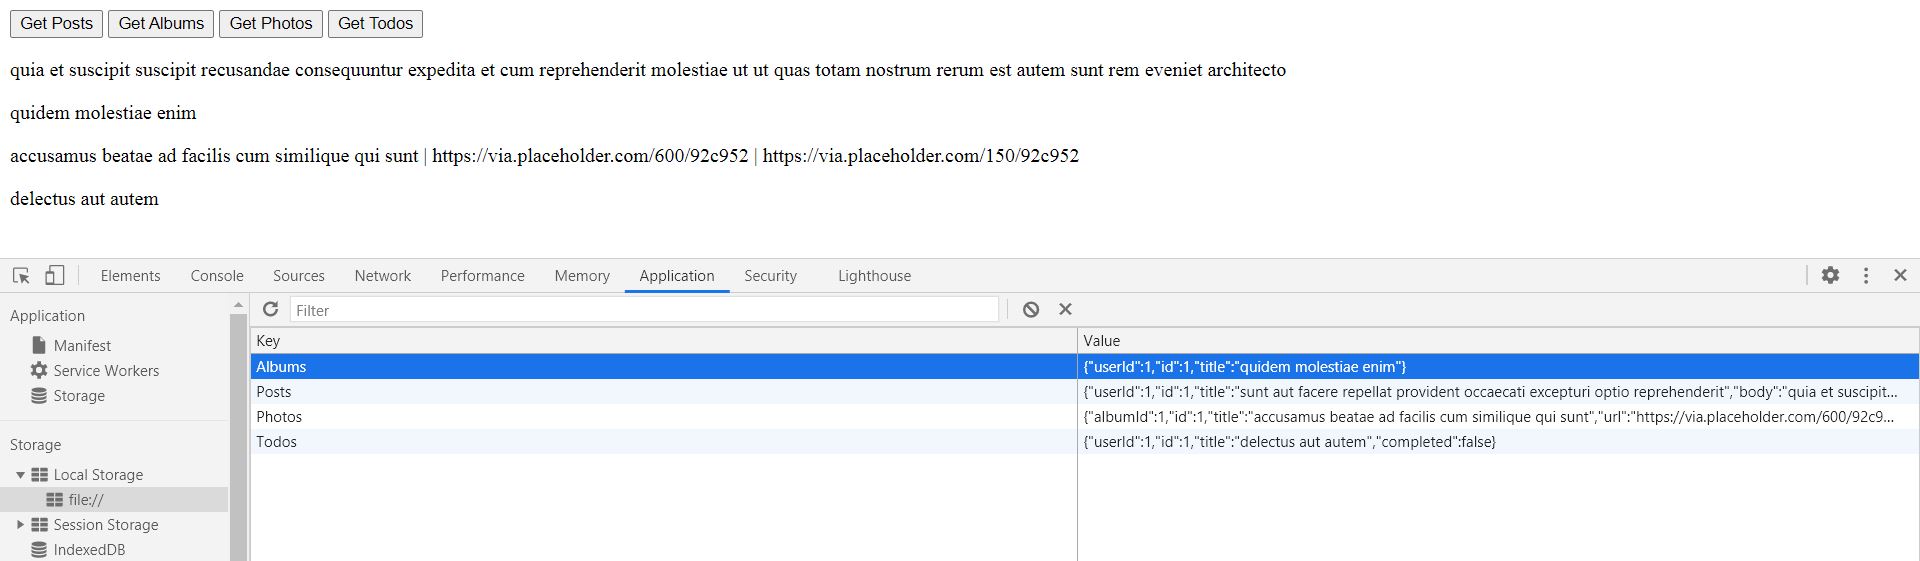 Get Posts Get Albums Get Photos Get Todos
quia et suscipit suscipit recusandae consequuntur expedita et cum reprehenderit molestiae ut ut quas totam nostrum rerum est autem sunt rem eveniet architecto
quidem molestiae enim
accusamus beatae ad facilis cum similique qui sunt | https://via.placeholder.com/600/92c952 | https://via.placeholder.com/150/92c952
delectus aut autem
Elements Console Sources Network Performance Memory Application Security Lighthouse
Application
Manifest
Service Workers
Storage
Storage
Local Storage
file://
Session Storage
IndexedDB
Filter
Key Value
Albums {"userId":1,"id":1,"title":"quidem molestiae enim"}
Posts {"userId":1,"id":1,"title":"sunt aut facere repellat provident occaecati excepturi optio reprehenderit","body":"quia et suscipit...
Photos {"albumId":1,"id":1,"title":"accusamus beatae ad facilis cum similique qui sunt","url":"https://via.placeholder.com/600/92c9...
Todos {"userId":1,"id":1,"title":"delectus aut autem","completed":false}